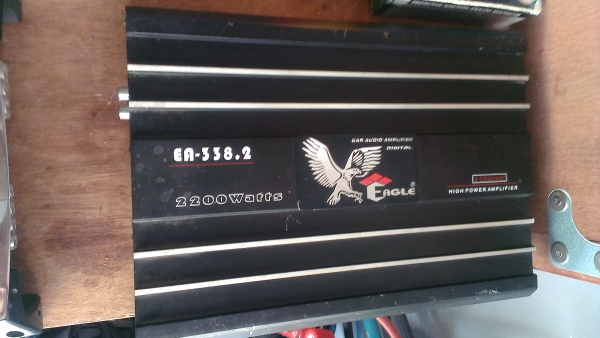 EA-338.2
2200Watts
CAR AUDIO AMPLIFIER
DIGITAL
EAGLE®
HIGH POWER AMPLIFIER